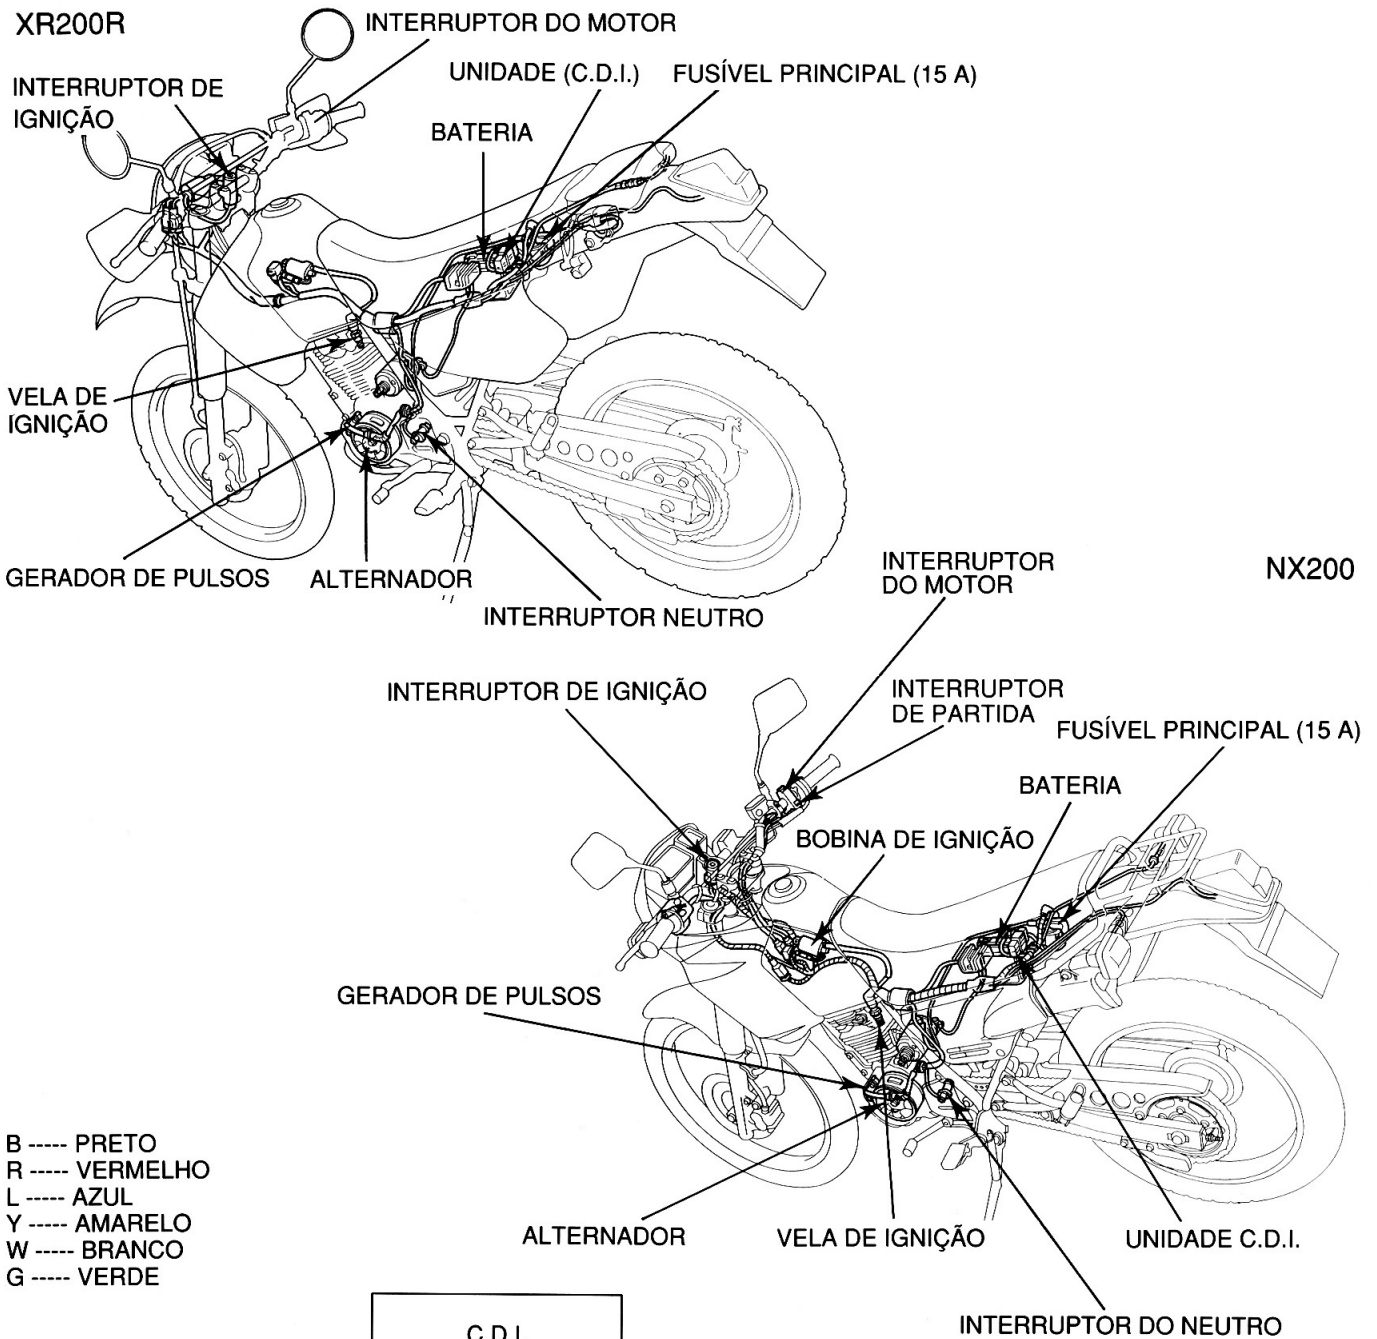 XR200R
INTERRUPTOR DO MOTOR
UNIDADE (C.D.I.)
FUSÍVEL PRINCIPAL (15 A)
INTERRUPTOR DE
IGNIÇÃO
BATERIA
VELA DE
IGNIÇÃO
GERADOR DE PULSOS
ALTERNADOR
INTERRUPTOR NEUTRO
NX200
INTERRUPTOR
DO MOTOR
INTERRUPTOR DE IGNIÇÃO
INTERRUPTOR
DE PARTIDA
FUSÍVEL PRINCIPAL (15 A)
BATERIA
BOBINA DE IGNIÇÃO
GERADOR DE PULSOS
ALTERNADOR
VELA DE IGNIÇÃO
UNIDADE C.D.I.
INTERRUPTOR DO NEUTRO
B ----- PRETO
R ----- VERMELHO
L ----- AZUL
Y ----- AMARELO
W ----- BRANCO
G ----- VERDE
C.D.I.